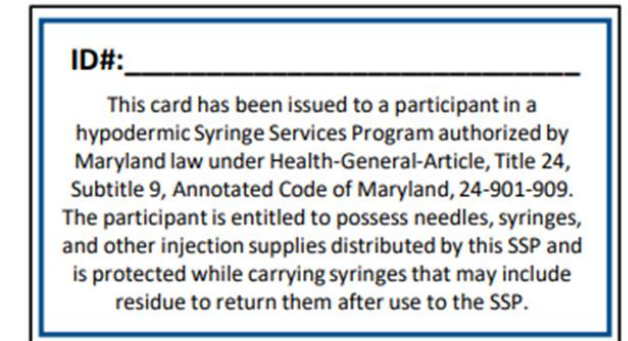 ID#:____________________________
This card has been issued to a participant in a
hypodermic Syringe Services Program authorized by
Maryland law under Health-General-Article, Title 24,
Subtitle 9, Annotated Code of Maryland, 24-901-909.
The participant is entitled to possess needles, syringes,
and other injection supplies distributed by this SSP and
is protected while carrying syringes that may include
residue to return them after use to the SSP.